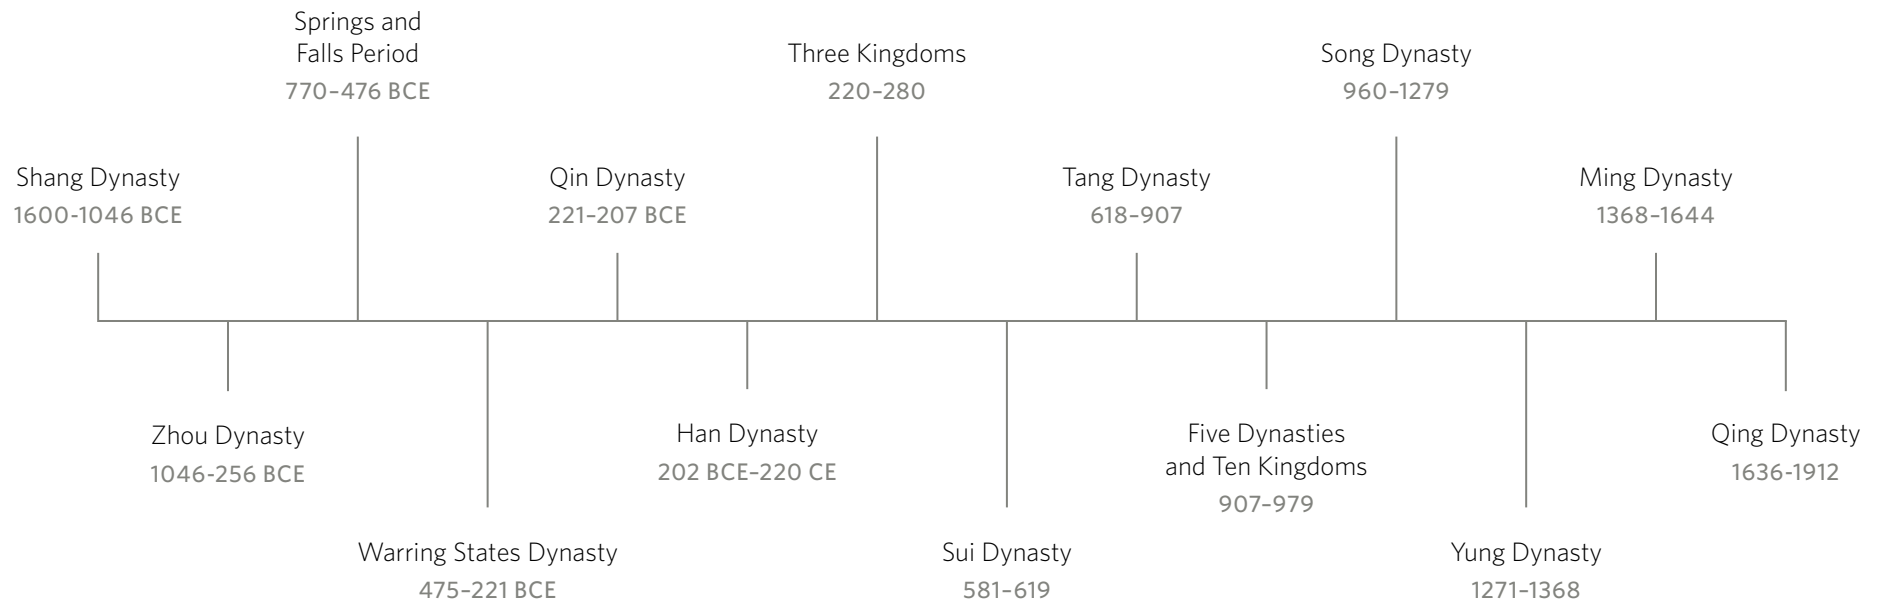 Springs and
Falls Period
770–476 BCE
Three Kingdoms
220–280
Song Dynasty
960–1279
Shang Dynasty
1600-1046 BCE
Qin Dynasty
221–207 BCE
Tang Dynasty
618–907
Ming Dynasty
1368–1644
Zhou Dynasty
1046-256 BCE
Han Dynasty
202 BCE–220 CE
Five Dynasties
and Ten Kingdoms
907–979
Qing Dynasty
1636-1912
Warring States Dynasty
475–221 BCE
Sui Dynasty
581–619
Yung Dynasty
1271–1368